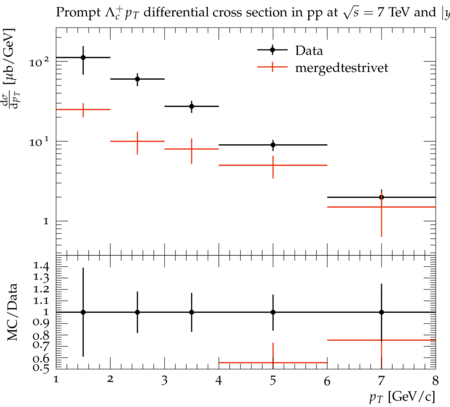 Prompt Λc+ pT differential cross section in pp at √s = 7 TeV and |y
dσ/dpT [μb/GeV]
Data
mergedtestrivet
10²
10¹
1
MC/Data
1.4
1.3
1.2
1.1
1
0.9
0.8
0.7
0.6
0.5
1 2 3 4 5 6 7 8
pT [GeV/c]